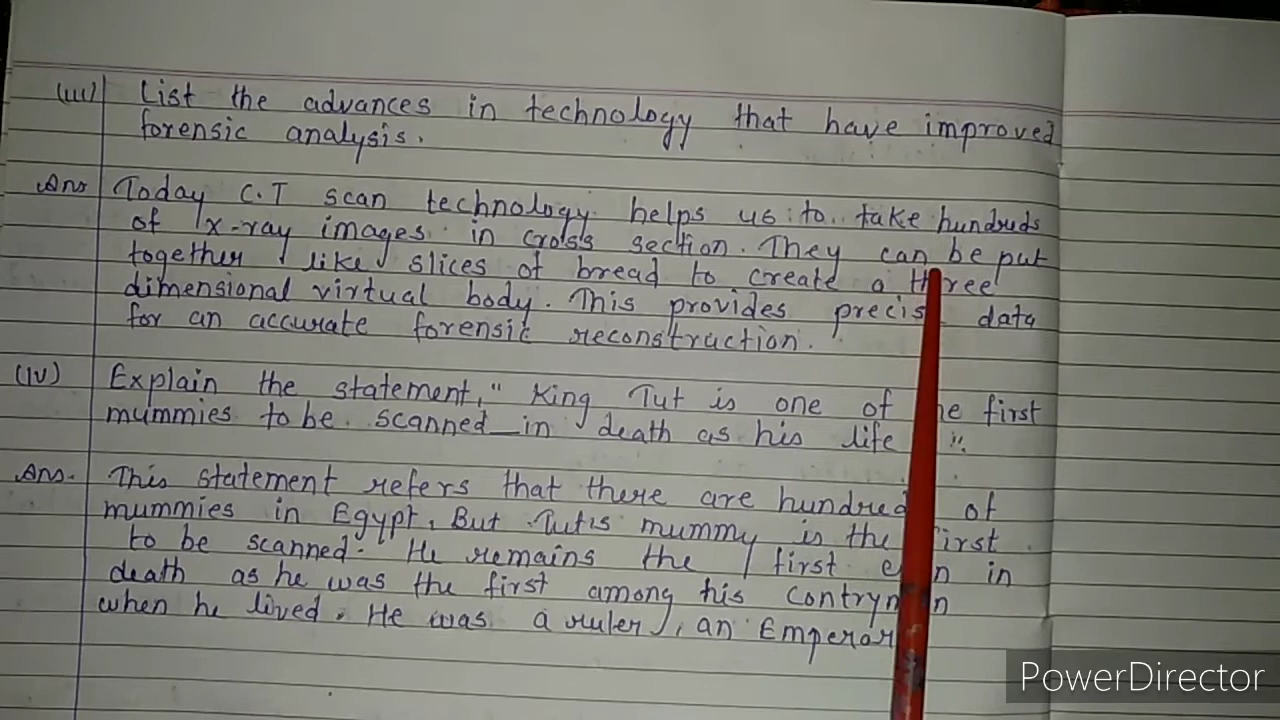 (iii) List the advances in technology that have improved
forensic analysis.
Ans Today C.T scan technology helps us to take hundreds
of x-ray images in cross section. They can be put
together like slices of bread to create a three
dimensional virtual body. This provides precis data
for an accurate forensic reconstruction.
(iv) Explain the statement, " King Tut is one of he first
mummies to be scanned in death as his life ".
Ans. This statement refers that there are hundred of
mummies in Egypt, But Tut's mummy is the first
to be scanned. He remains the first in
death as he was the first among his
when he lived. He was a ruler, an Emperar
PowerDirector